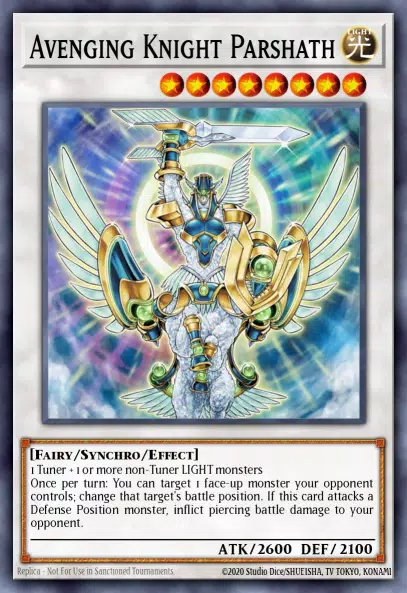 AVENGING KNIGHT PARSHATH
LIGHT
光
[FAIRY/SYNCHRO/EFFECT]
1 Tuner + 1 or more non-Tuner LIGHT monsters
Once per turn: You can target 1 face-up monster your opponent
controls; change that target's battle position. If this card attacks a
Defense Position monster, inflict piercing battle damage to your
opponent.
ATK/2600 DEF/2100
Replica - Not For Use in Sanctioned Tournaments.
©2020 Studio Dice/SHUEISHA, TV TOKYO, KONAMI